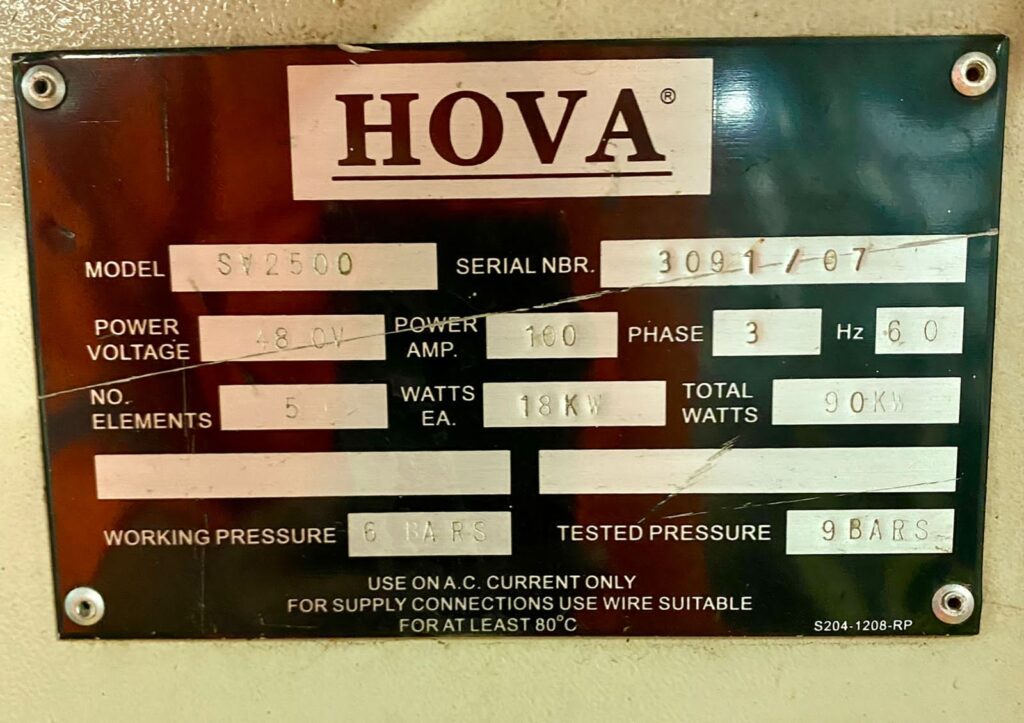 HOVA®
MODEL SV2500 SERIAL NBR. 3091/07
POWER VOLTAGE 480V POWER AMP. 100 PHASE 3 Hz 60
NO. ELEMENTS 5 WATTS EA. 18KW TOTAL WATTS 90KW
WORKING PRESSURE 6 BARS TESTED PRESSURE 9 BARS
USE ON A.C. CURRENT ONLY
FOR SUPPLY CONNECTIONS USE WIRE SUITABLE
FOR AT LEAST 80°C
S204-1208-RP